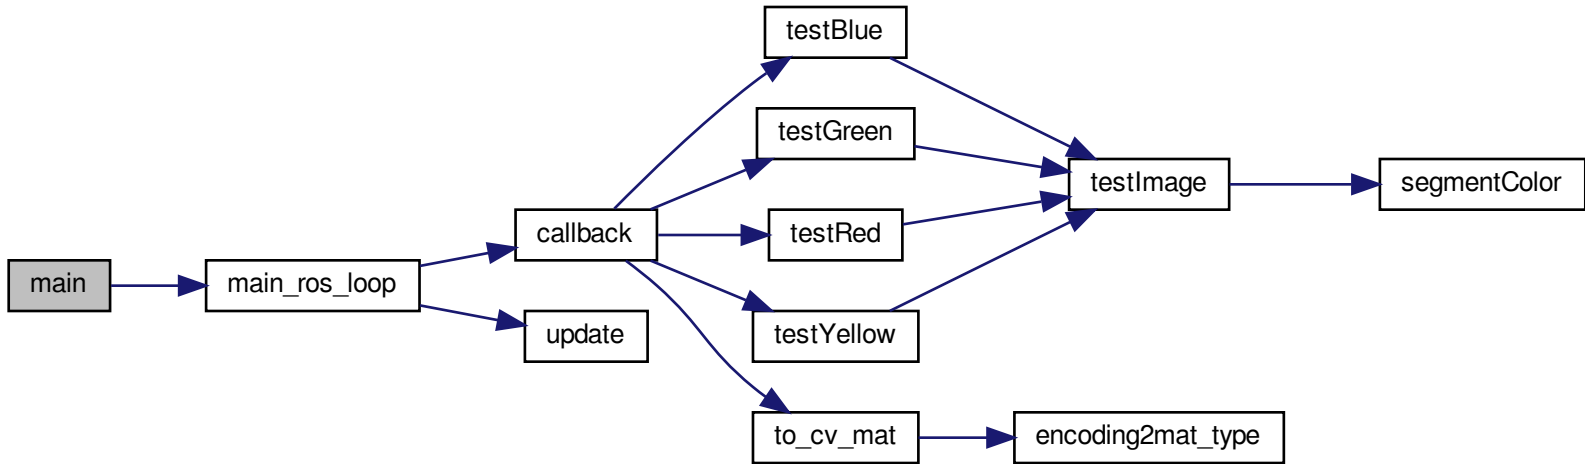 main
main_ros_loop
callback
update
testBlue
testGreen
testRed
testYellow
to_cv_mat
testImage
encoding2mat_type
segmentColor